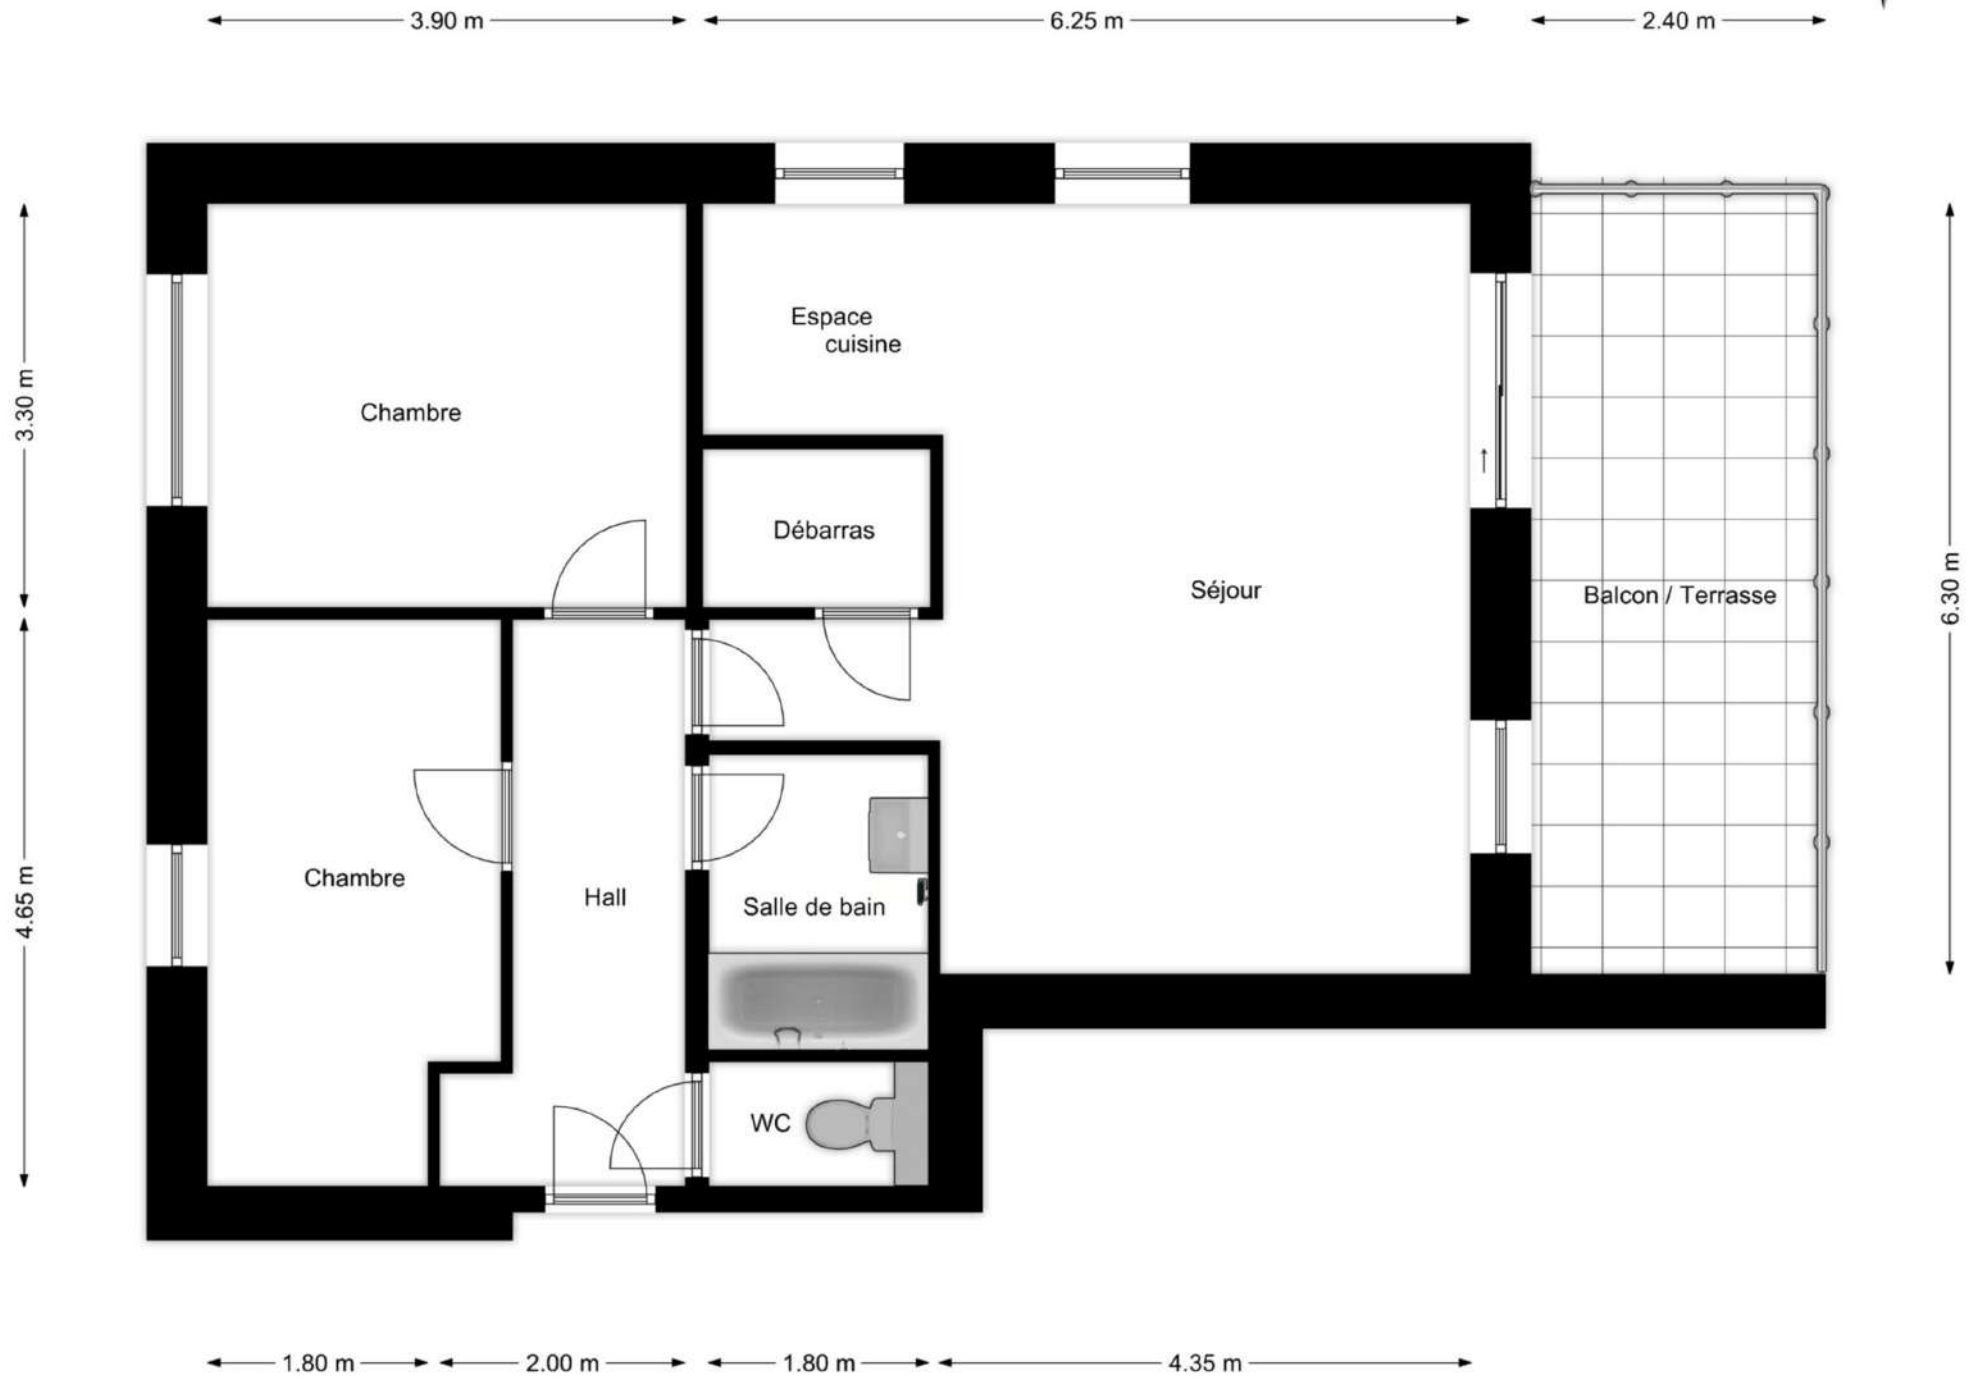 3.90 m
6.25 m
2.40 m
Espace
cuisine
Chambre
3.30 m
Débarras
Séjour
Balcon / Terrasse
6.30 m
Chambre
Hall
Salle de bain
4.65 m
WC
1.80 m
2.00 m
1.80 m
4.35 m